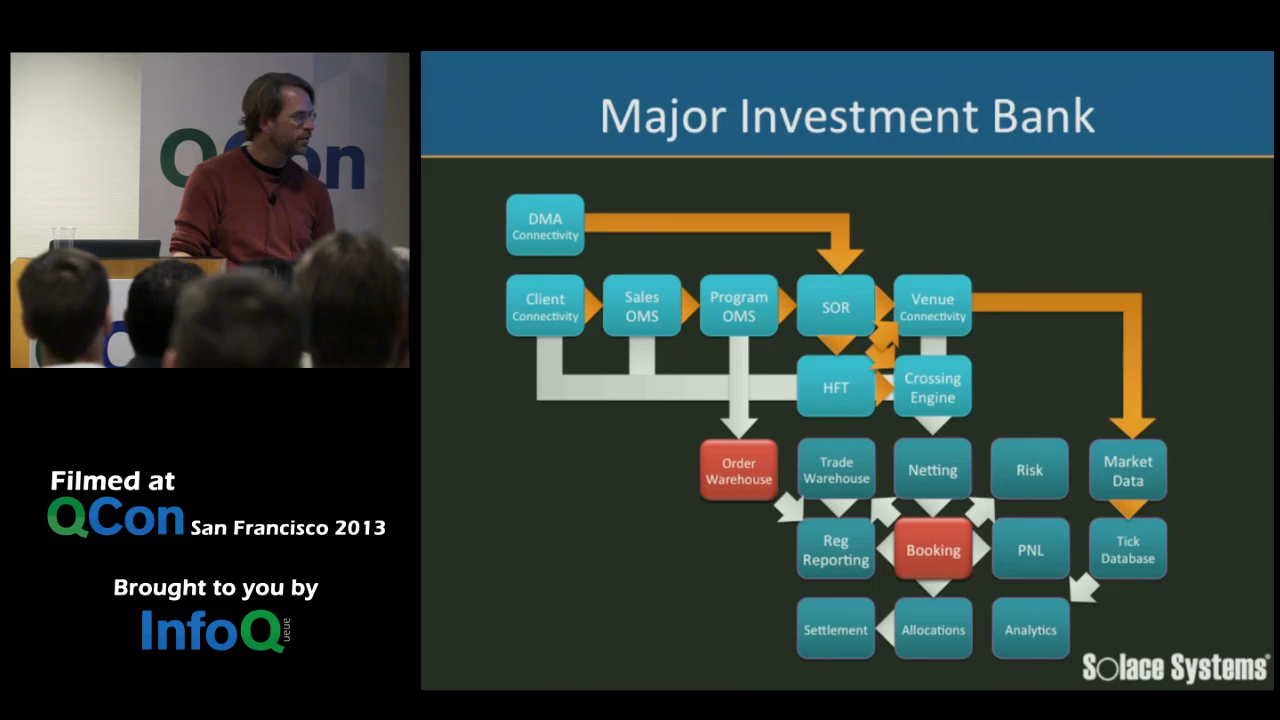 QCon
Filmed at
QCon San Francisco 2013
Brought to you by
InfoQ
queue
Major Investment Bank
DMA
Connectivity
Client
Connectivity
Sales
OMS
Program
OMS
SOR
Venue
Connectivity
HFT
Crossing
Engine
Order
Warehouse
Trade
Warehouse
Netting
Risk
Market
Data
Reg
Reporting
Booking
PNL
Tick
Database
Settlement
Allocations
Analytics
Solace Systems